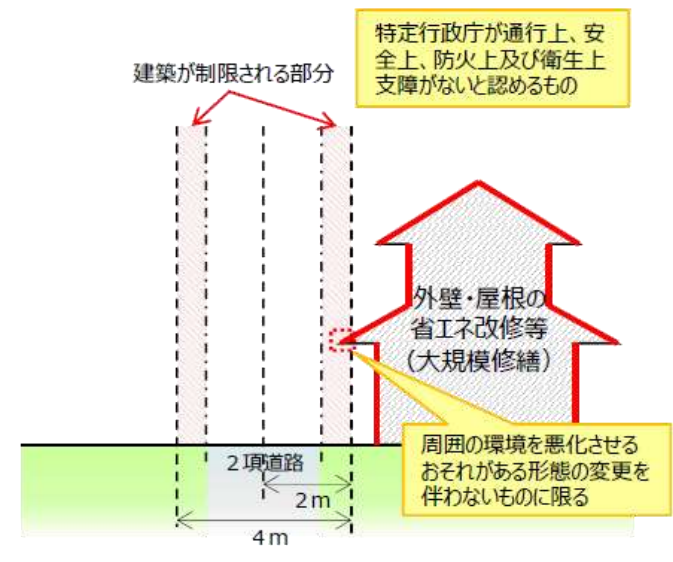 特定行政庁が通行上、安
全上、防火上及び衛生上
支障がないと認めるもの
建築が制限される部分
外壁・屋根の
省エネ改修等
（大規模修繕）
周囲の環境を悪化させる
おそれがある形態の変更を
伴わないものに限る
２項道路
２ｍ
４ｍ